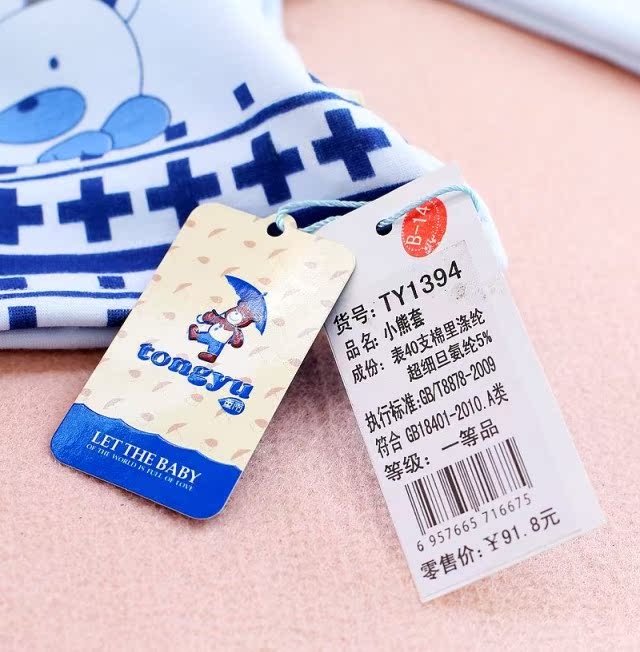 tongyu
LET THE BABY
OF THE WORLD IS FULL OF LOVE
B-14
货号: TY1394
品名: 小熊套
成份: 表40支棉里涤纶
超细旦氨纶5%
执行标准:GB/T8878-2009
符合 GB18401-2010.A类
等级: 一等品
6 957665 716675
零售价: ¥91.8元